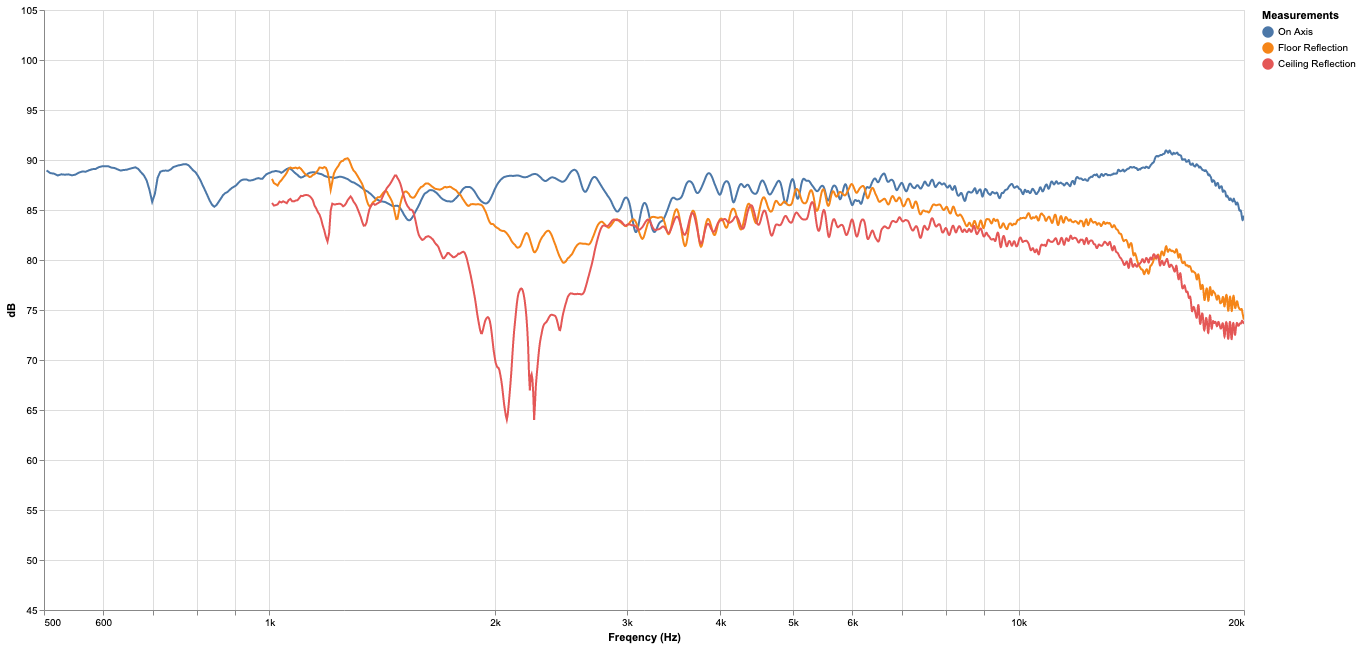 Measurements
On Axis
Floor Reflection
Ceiling Reflection
105
100
95
90
85
80
75
70
65
60
55
50
45
dB
500 600 1k 2k 3k 4k 5k 6k 10k 20k
Freqency (Hz)